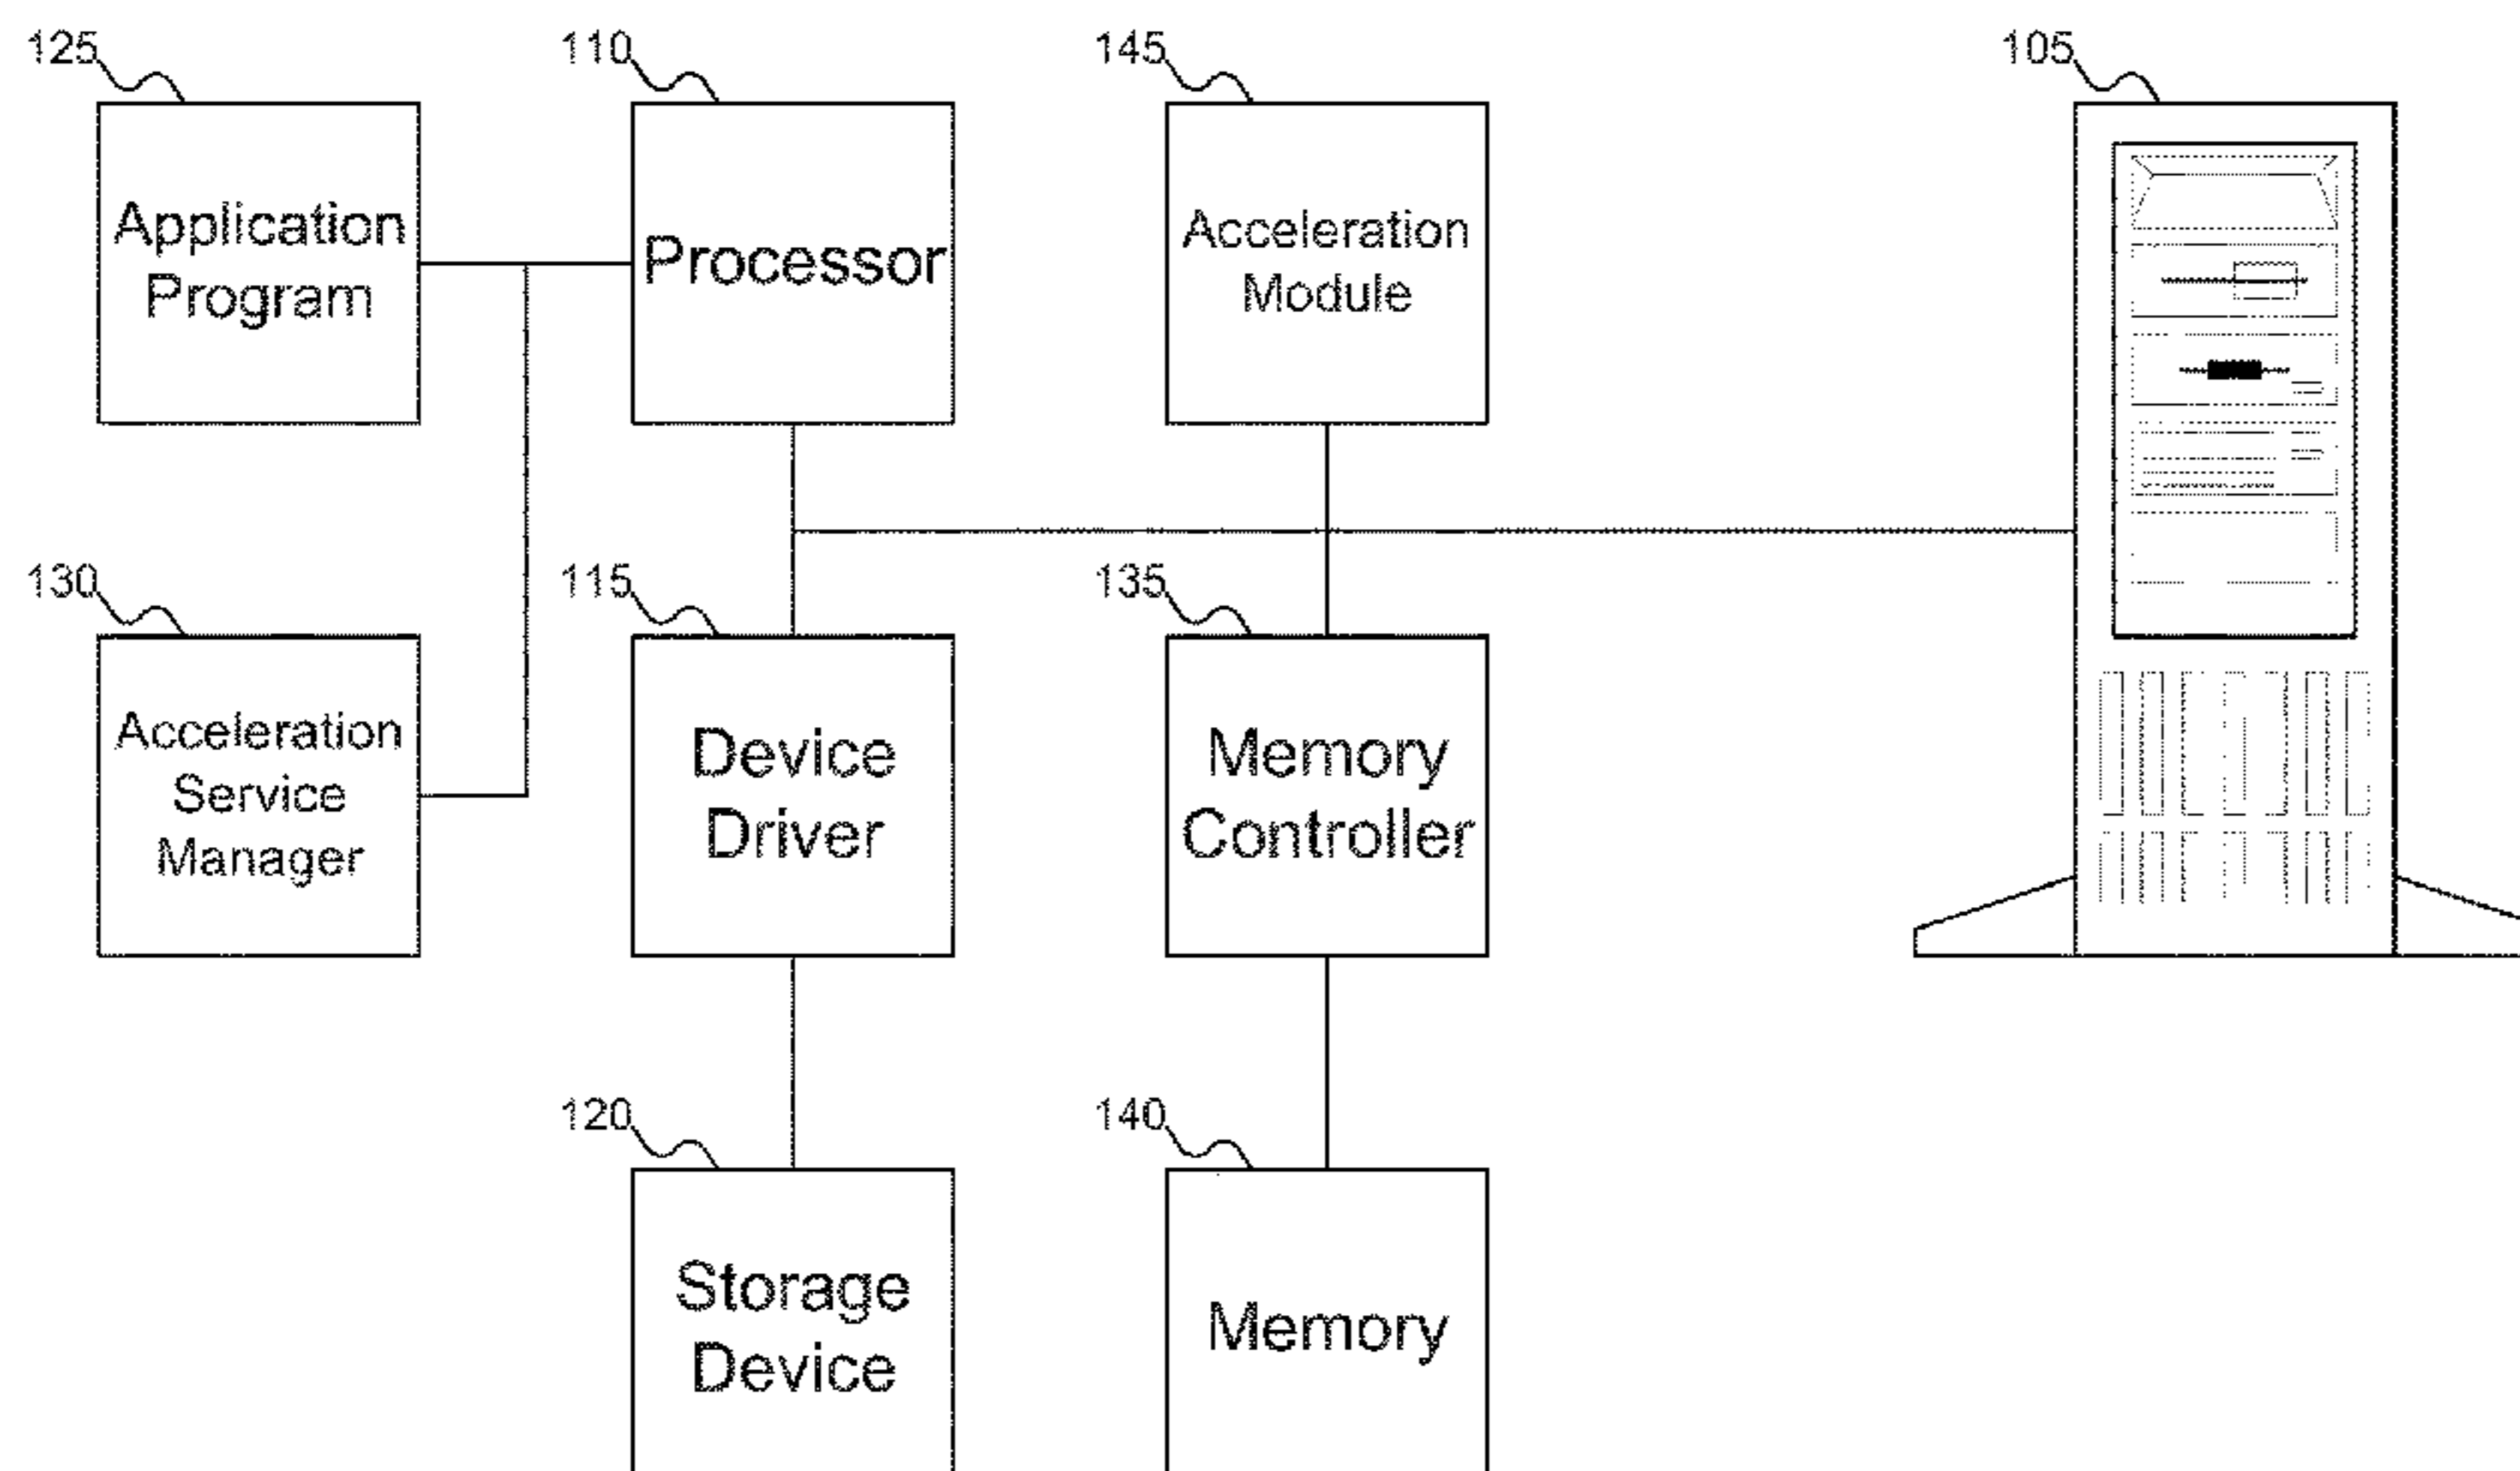 125
110
145
105
Application
Program
Processor
Acceleration
Module
130
115
135
Acceleration
Service
Manager
Device
Driver
Memory
Controller
120
140
Storage
Device
Memory